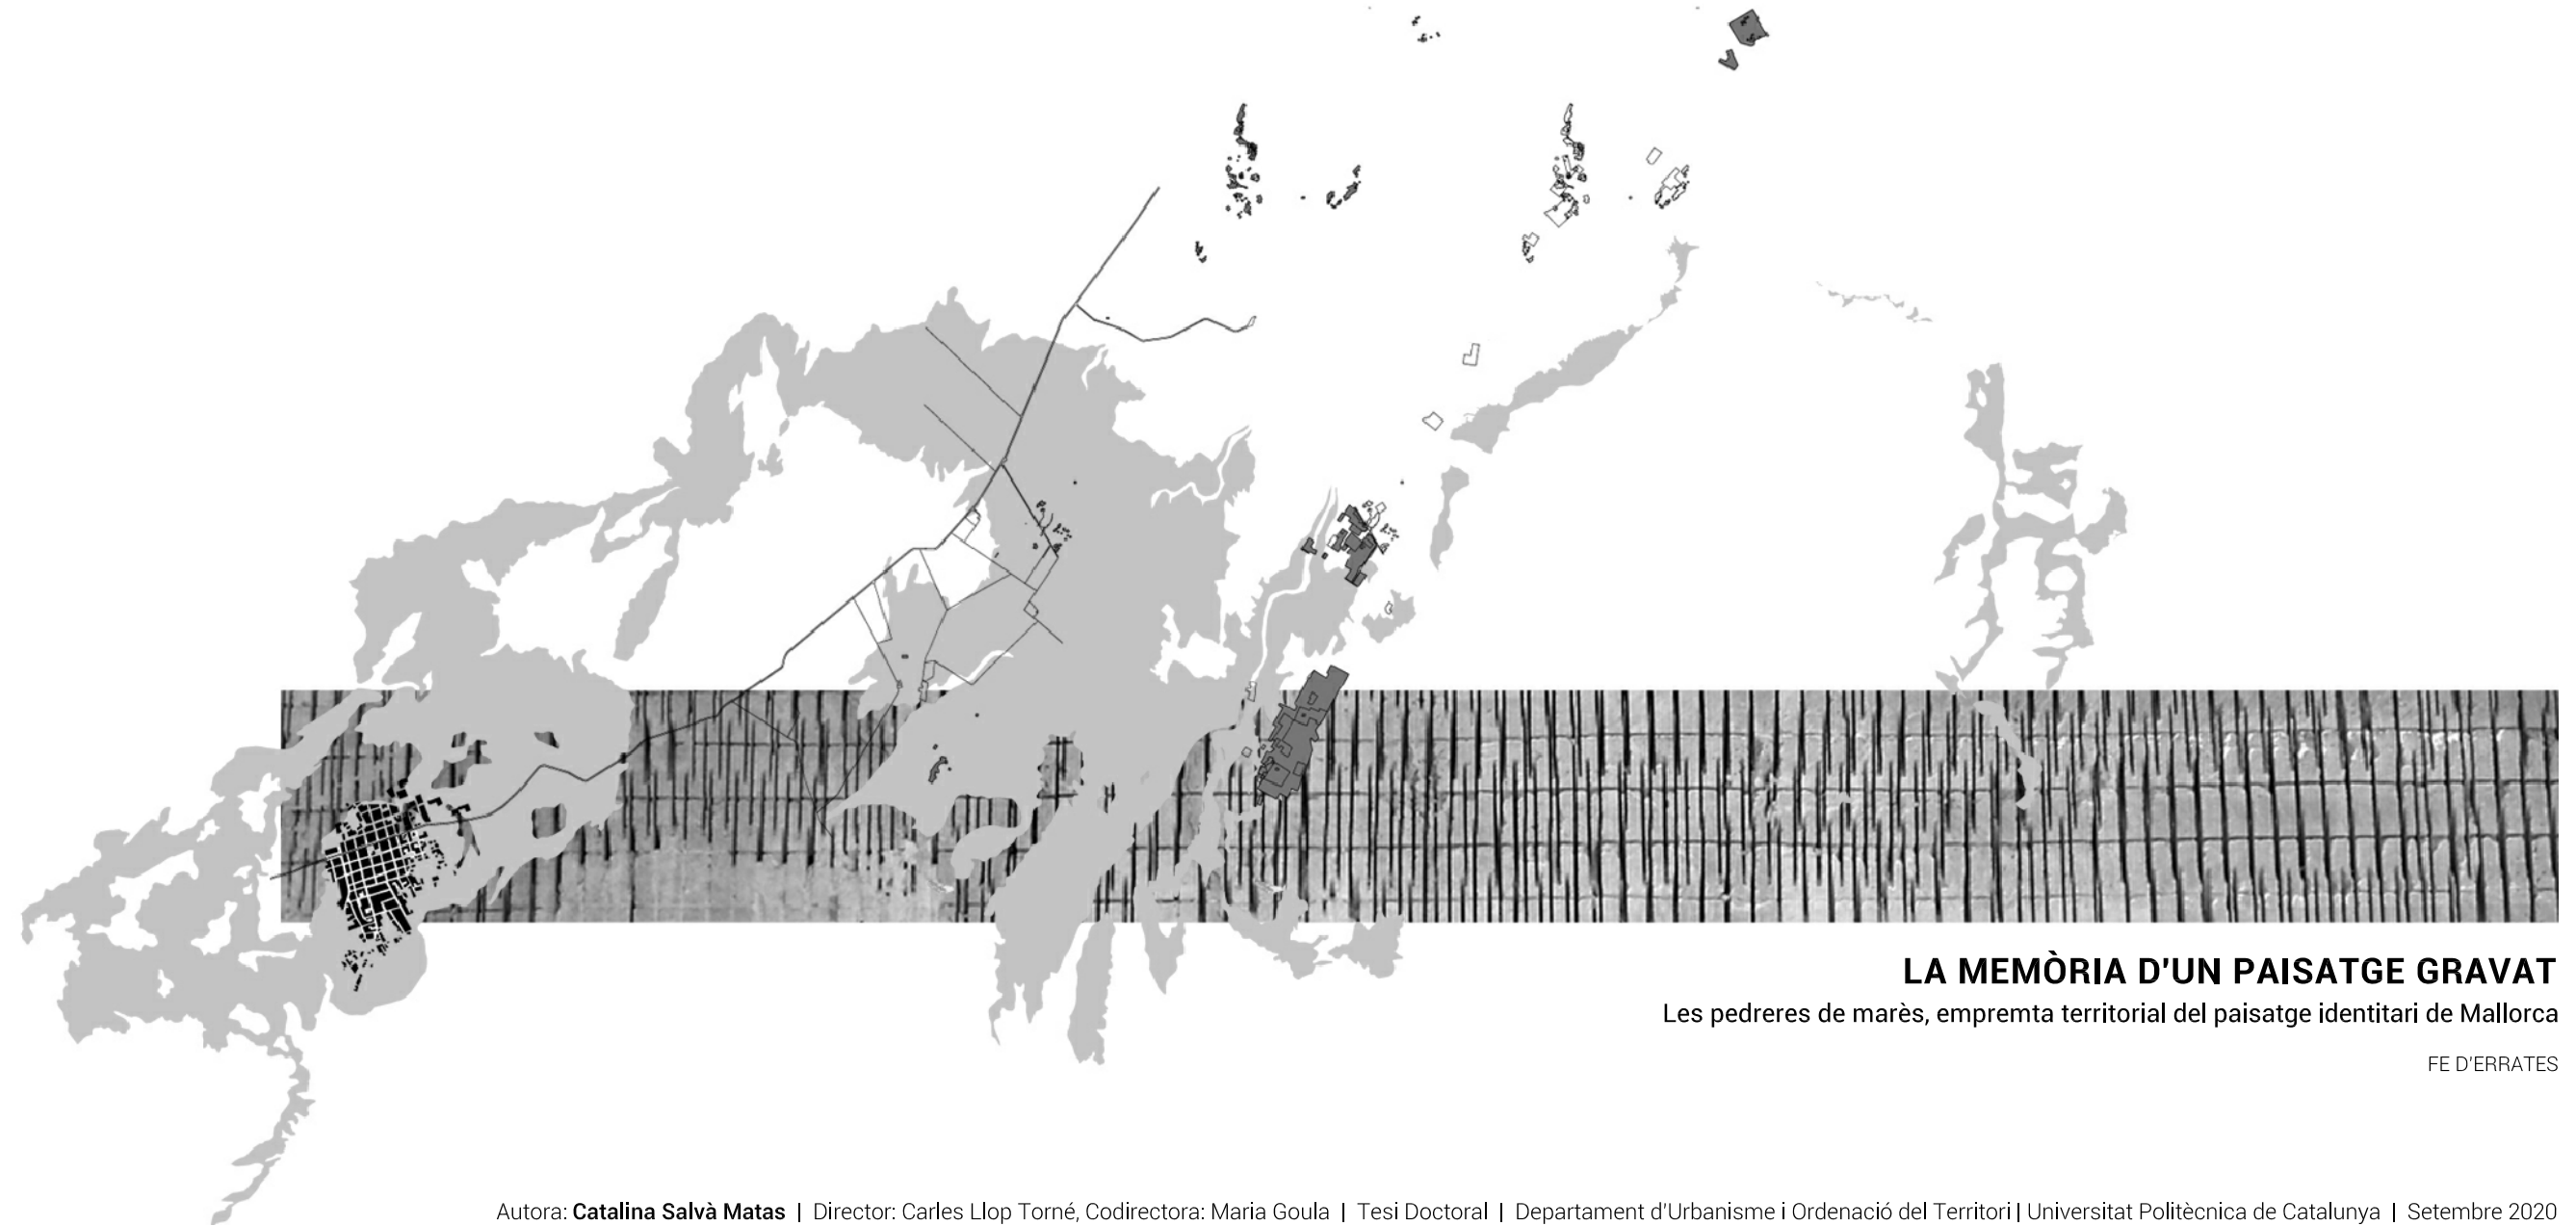 LA MEMÒRIA D'UN PAISATGE GRAVAT
Les pedreres de marès, empremta territorial del paisatge identitari de Mallorca
FE D'ERRATES
Autora: Catalina Salvà Matas | Director: Carles Llop Torné, Codirectora: Maria Goula | Tesi Doctoral | Departament d'Urbanisme i Ordenació del Territori | Universitat Politècnica de Catalunya | Setembre 2020